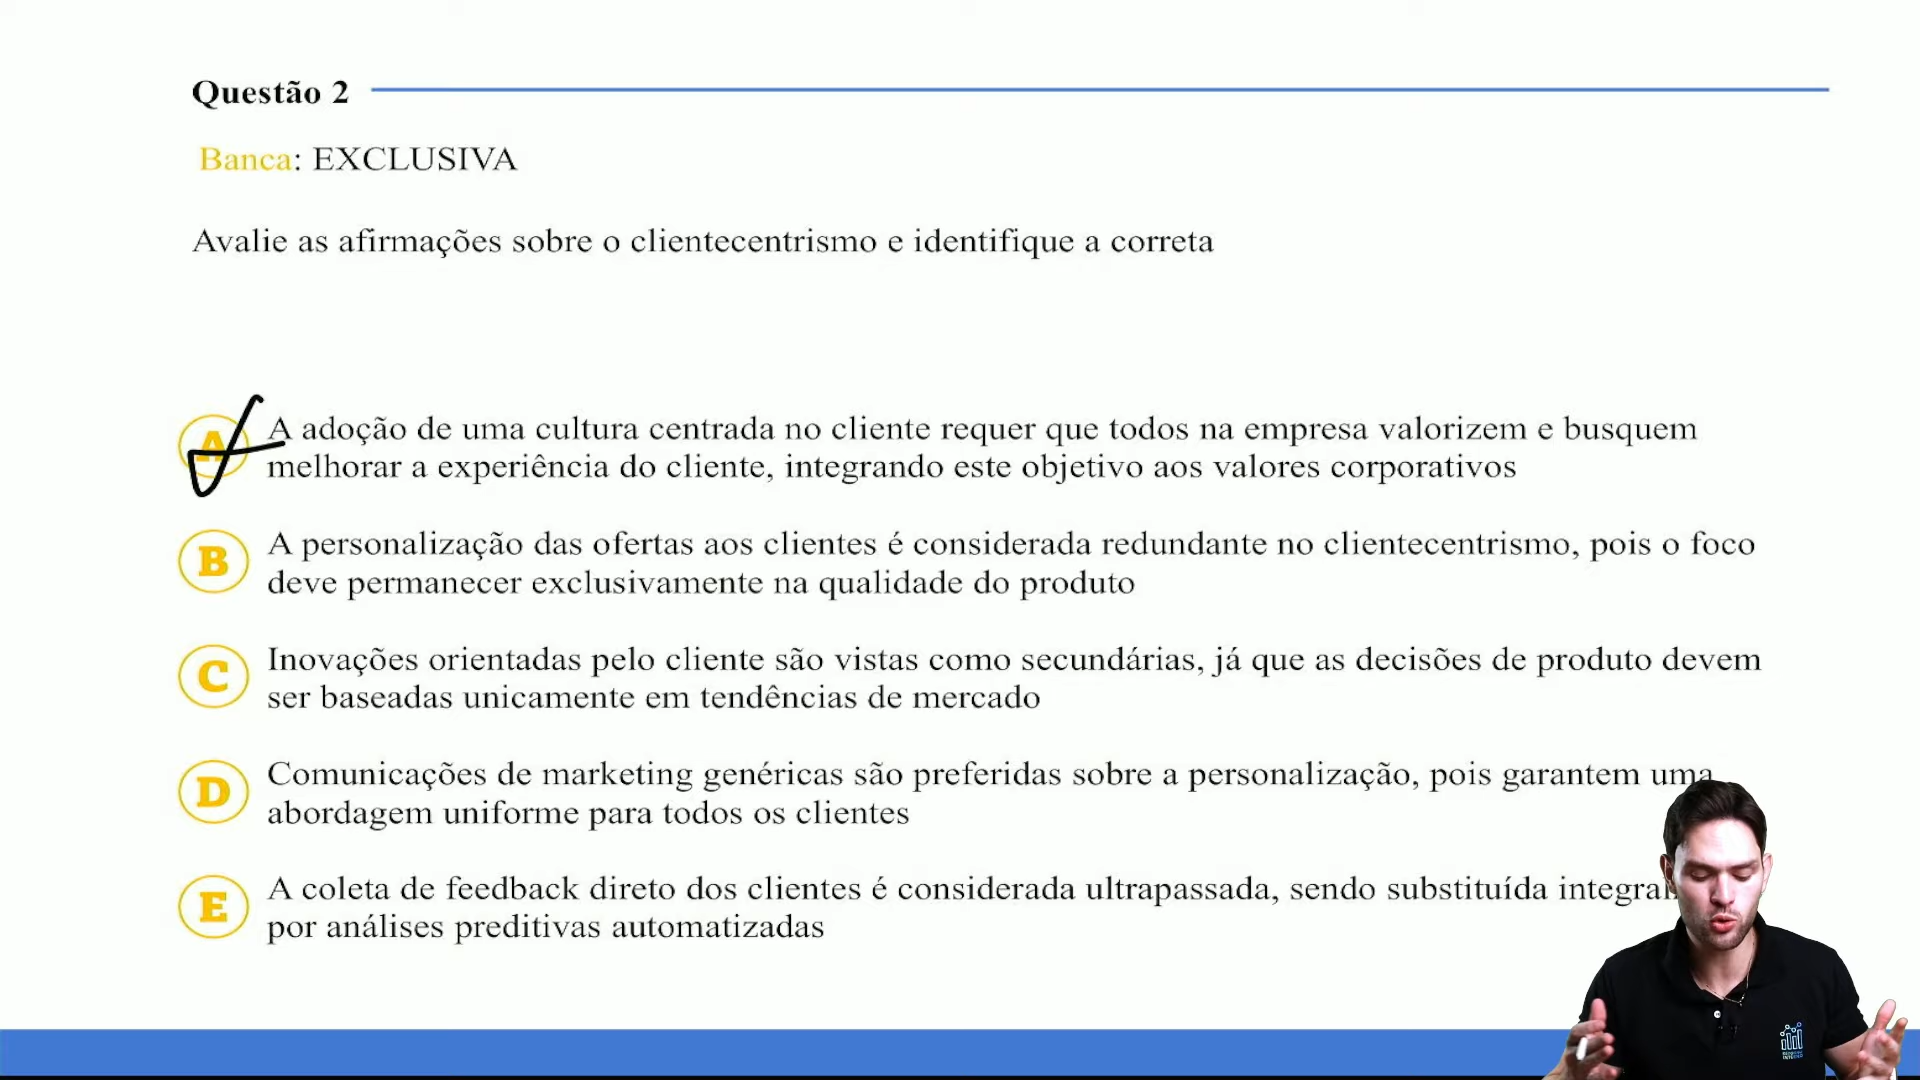 Questão 2
Banca: EXCLUSIVA
Avalie as afirmações sobre o clientecentrismo e identifique a correta
A A adoção de uma cultura centrada no cliente requer que todos na empresa valorizem e busquem
melhorar a experiência do cliente, integrando este objetivo aos valores corporativos
B A personalização das ofertas aos clientes é considerada redundante no clientecentrismo, pois o foco
deve permanecer exclusivamente na qualidade do produto
C Inovações orientadas pelo cliente são vistas como secundárias, já que as decisões de produto devem
ser baseadas unicamente em tendências de mercado
D Comunicações de marketing genéricas são preferidas sobre a personalização, pois garantem uma
abordagem uniforme para todos os clientes
E A coleta de feedback direto dos clientes é considerada ultrapassada, sendo substituída
por análises preditivas automatizadas